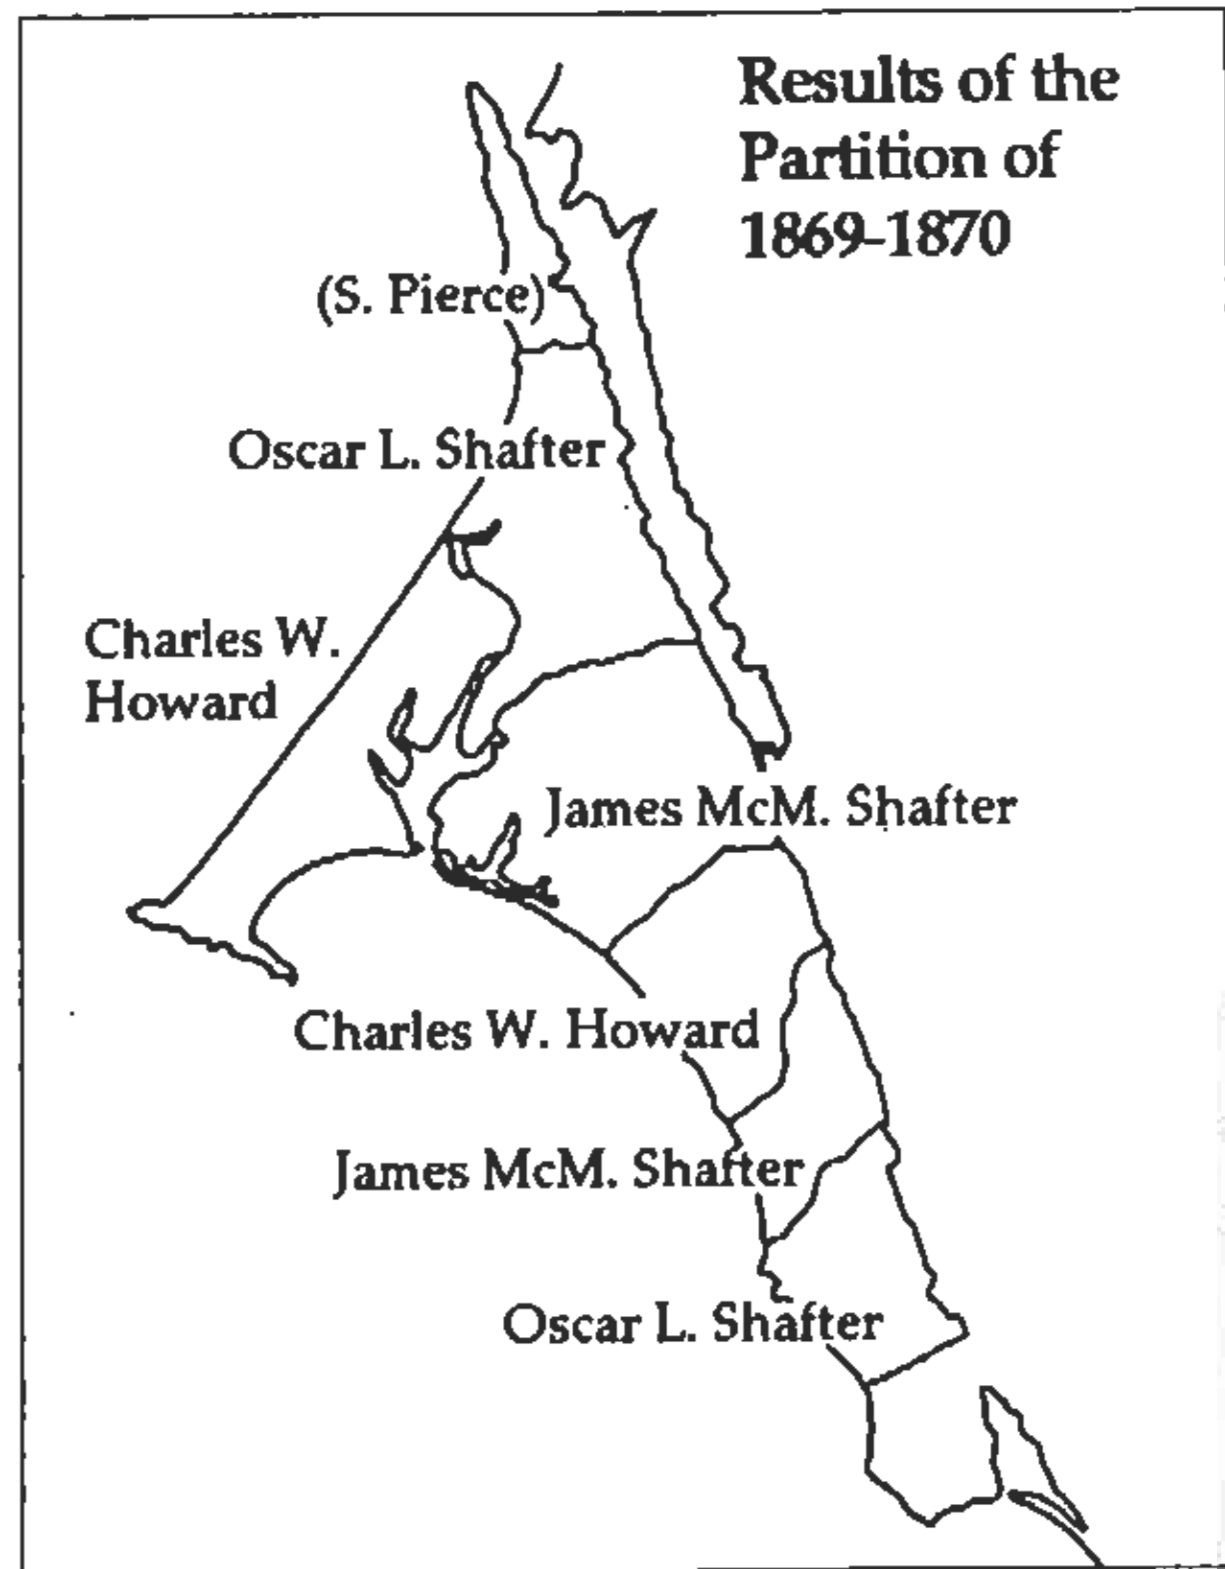 Results of the
Partition of
1869-1870
(S. Pierce)
Oscar L. Shafter
Charles W.
Howard
James McM. Shafter
Charles W. Howard
James McM. Shafter
Oscar L. Shafter